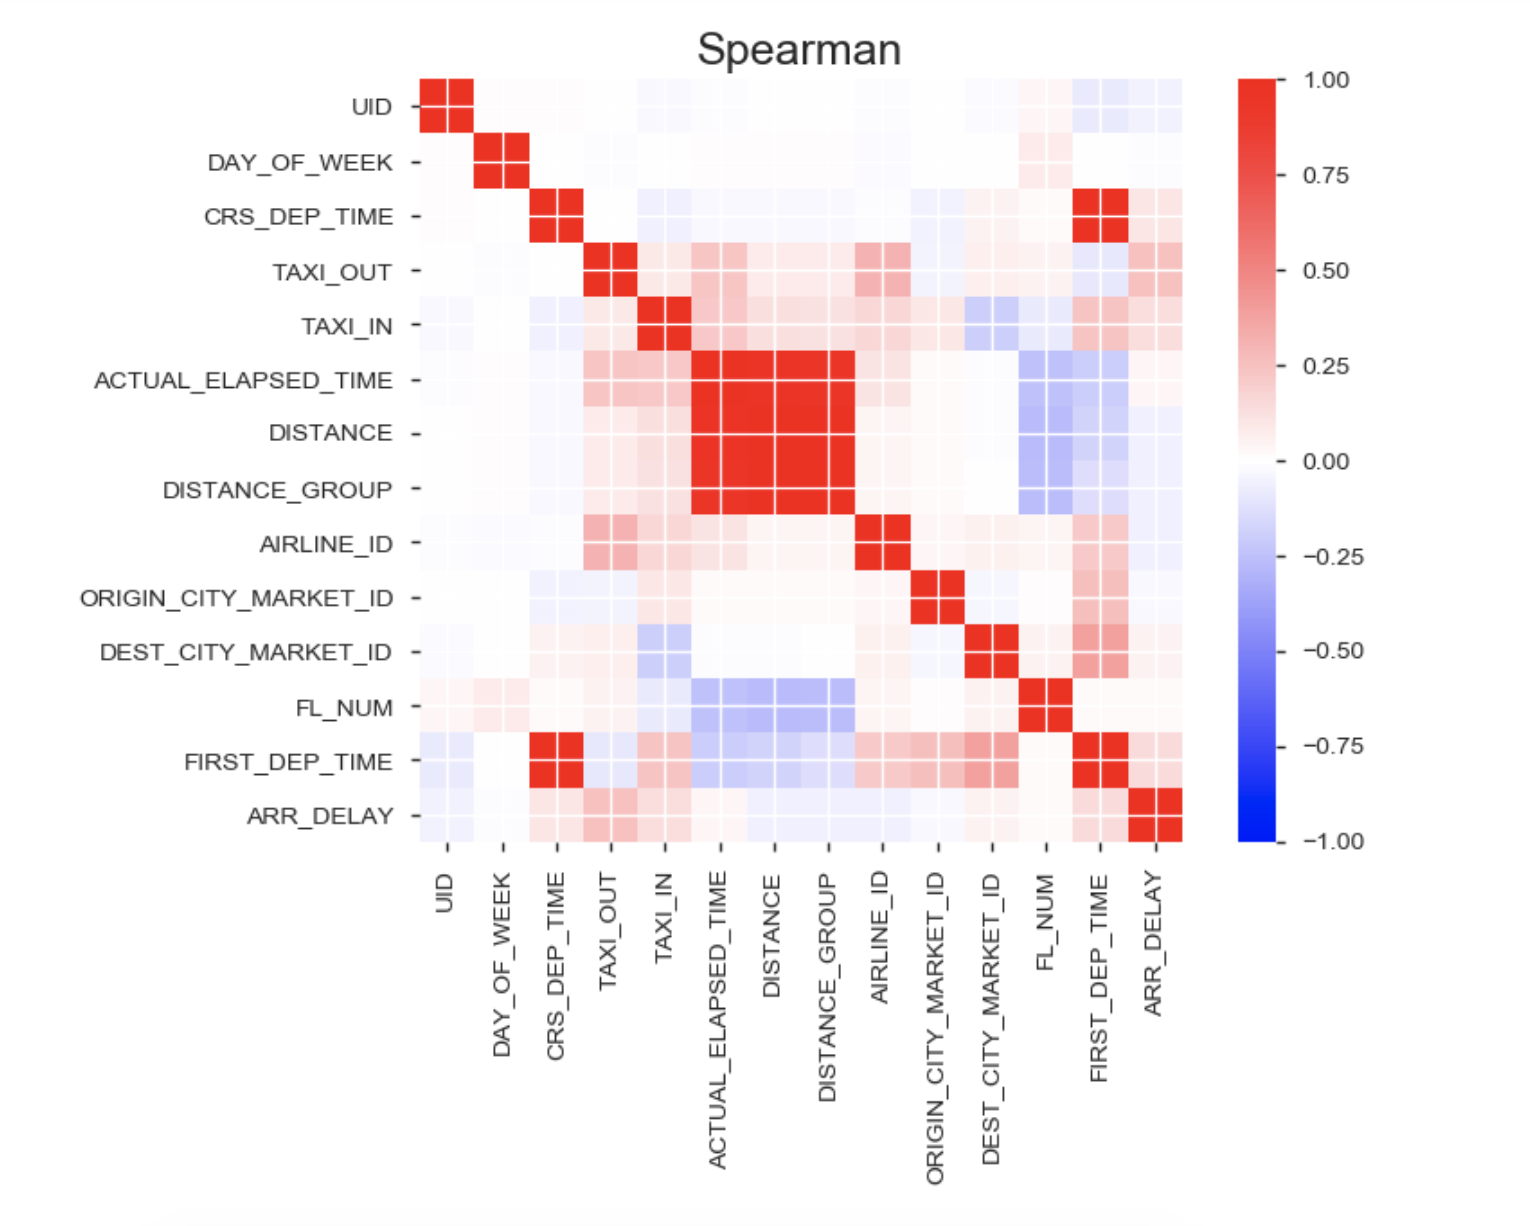 Spearman
UID
DAY_OF_WEEK
CRS_DEP_TIME
TAXI_OUT
TAXI_IN
ACTUAL_ELAPSED_TIME
DISTANCE
DISTANCE_GROUP
AIRLINE_ID
ORIGIN_CITY_MARKET_ID
DEST_CITY_MARKET_ID
FL_NUM
FIRST_DEP_TIME
ARR_DELAY
UID
DAY_OF_WEEK
CRS_DEP_TIME
TAXI_OUT
TAXI_IN
ACTUAL_ELAPSED_TIME
DISTANCE
DISTANCE_GROUP
AIRLINE_ID
ORIGIN_CITY_MARKET_ID
DEST_CITY_MARKET_ID
FL_NUM
FIRST_DEP_TIME
ARR_DELAY
1.00
0.75
0.50
0.25
0.00
−0.25
−0.50
−0.75
−1.00